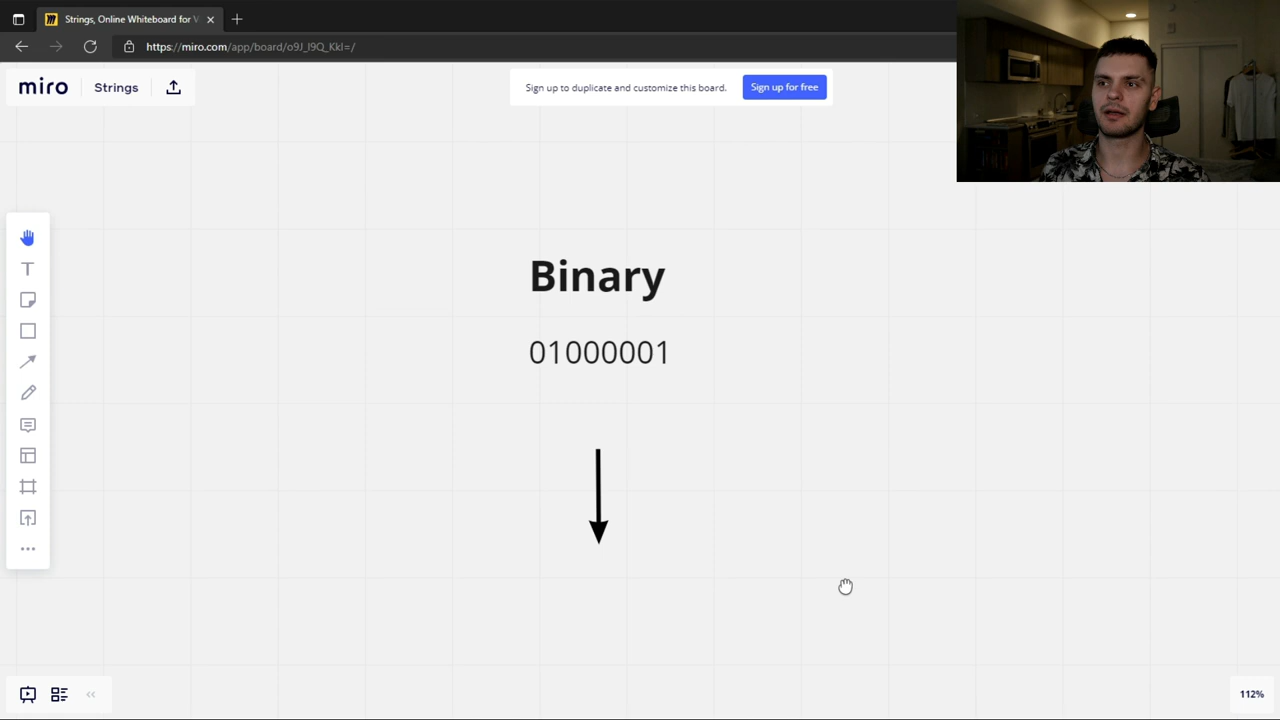 Strings, Online Whiteboard for
https://miro.com/app/board/o9J_l9Q_KkI=/
miro
Strings
Sign up to duplicate and customize this board.
Sign up for free
Binary
01000001
112%